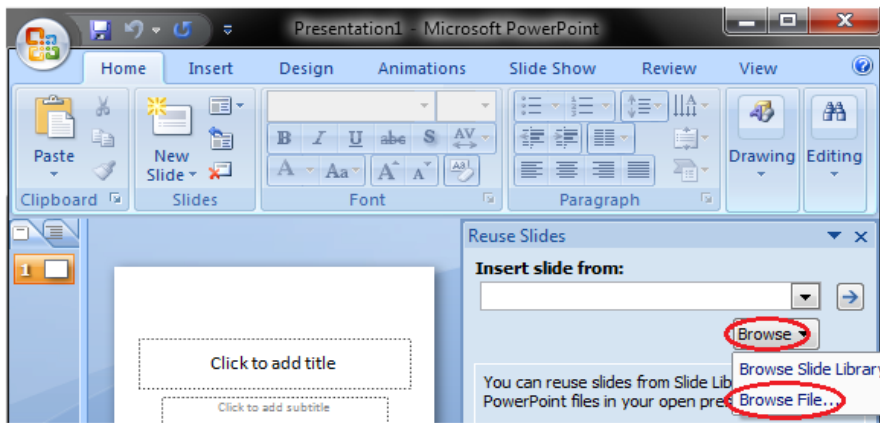 Presentation1 - Microsoft PowerPoint
Home Insert Design Animations Slide Show Review View
B I U abc S AV
A Aa A A AB
Paste New Slide Drawing Editing
Clipboard Slides Font Paragraph
Reuse Slides
1
Insert slide from:
Browse
Click to add title
Browse Slide Library
You can reuse slides from Slide Lib
Click to add subtitle
PowerPoint files in your open pre
Browse File...